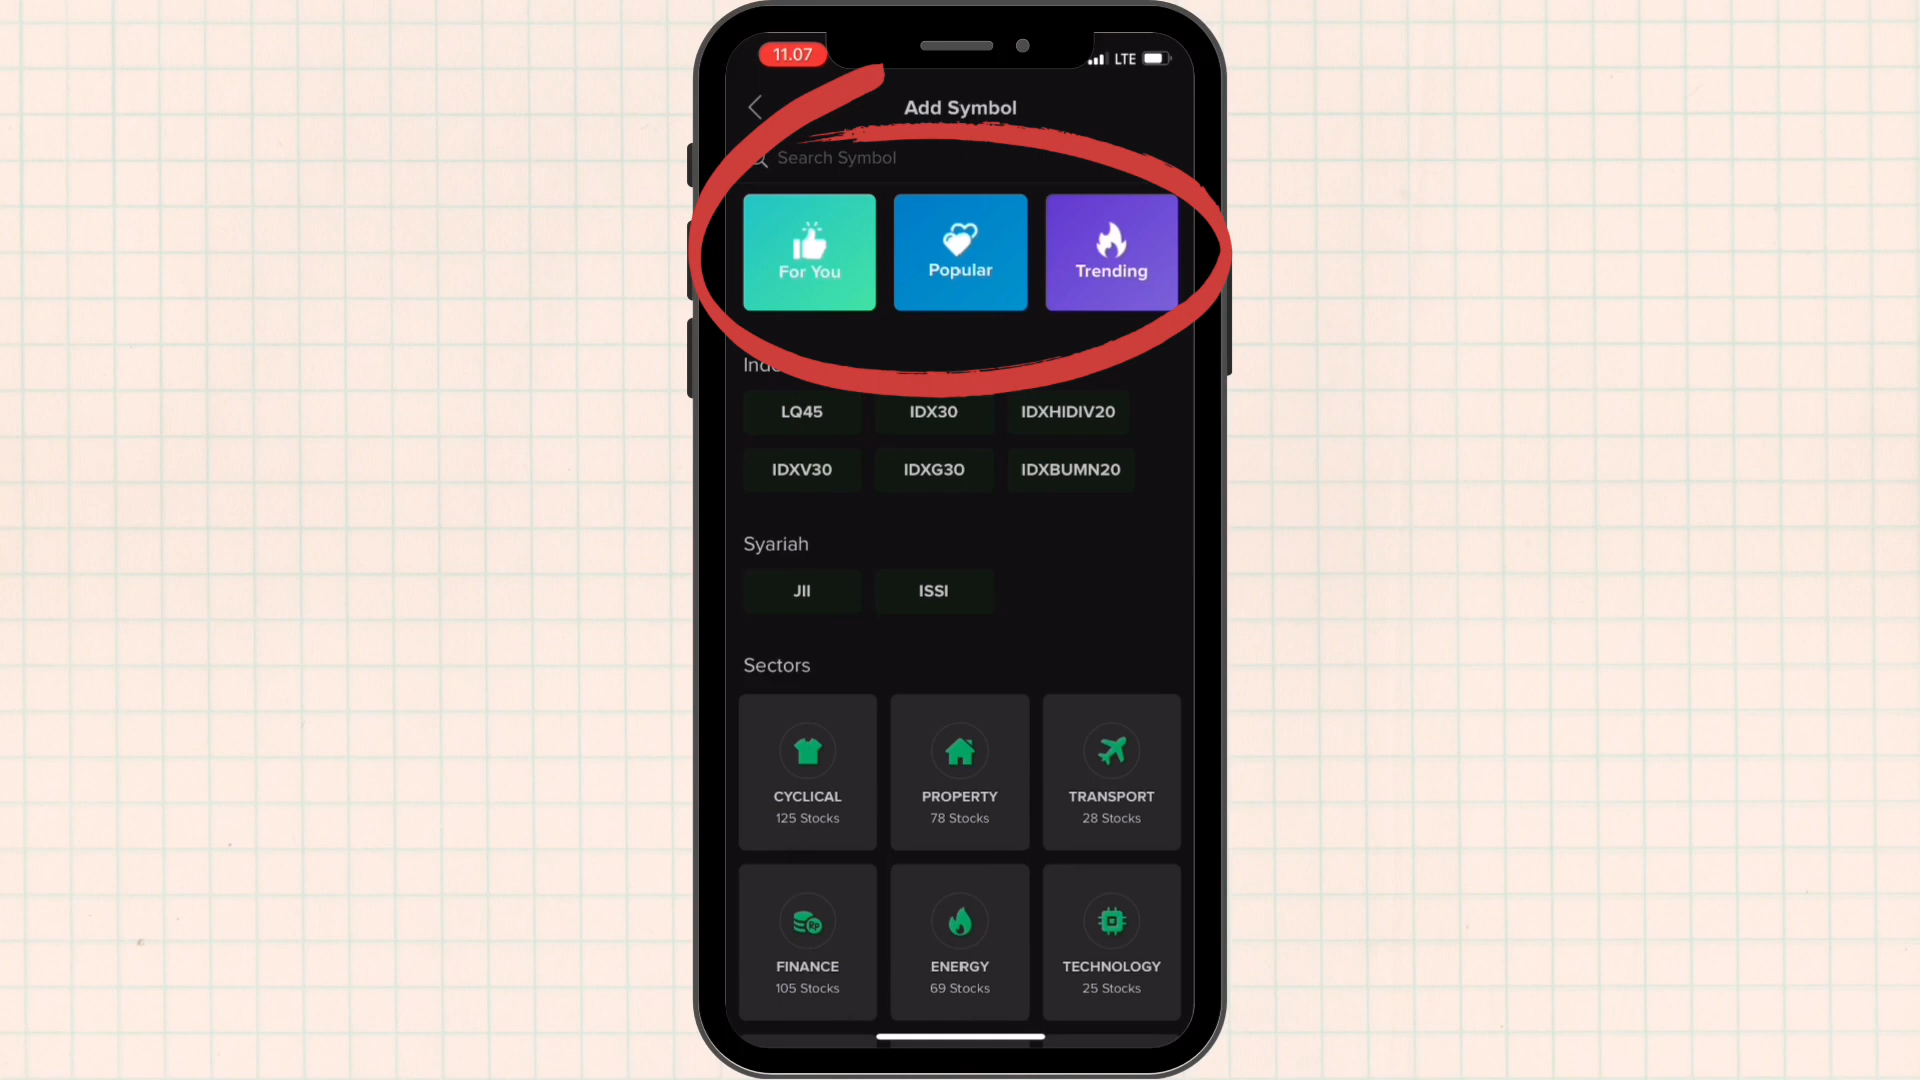 11.07
LTE
Add Symbol
Search Symbol
For You
Popular
Trending
LQ45
IDX30
IDXHIDIV20
IDXV30
IDXG30
IDXBUMN20
Syariah
JII
ISSI
Sectors
CYCLICAL
125 Stocks
PROPERTY
78 Stocks
TRANSPORT
28 Stocks
FINANCE
105 Stocks
ENERGY
69 Stocks
TECHNOLOGY
25 Stocks